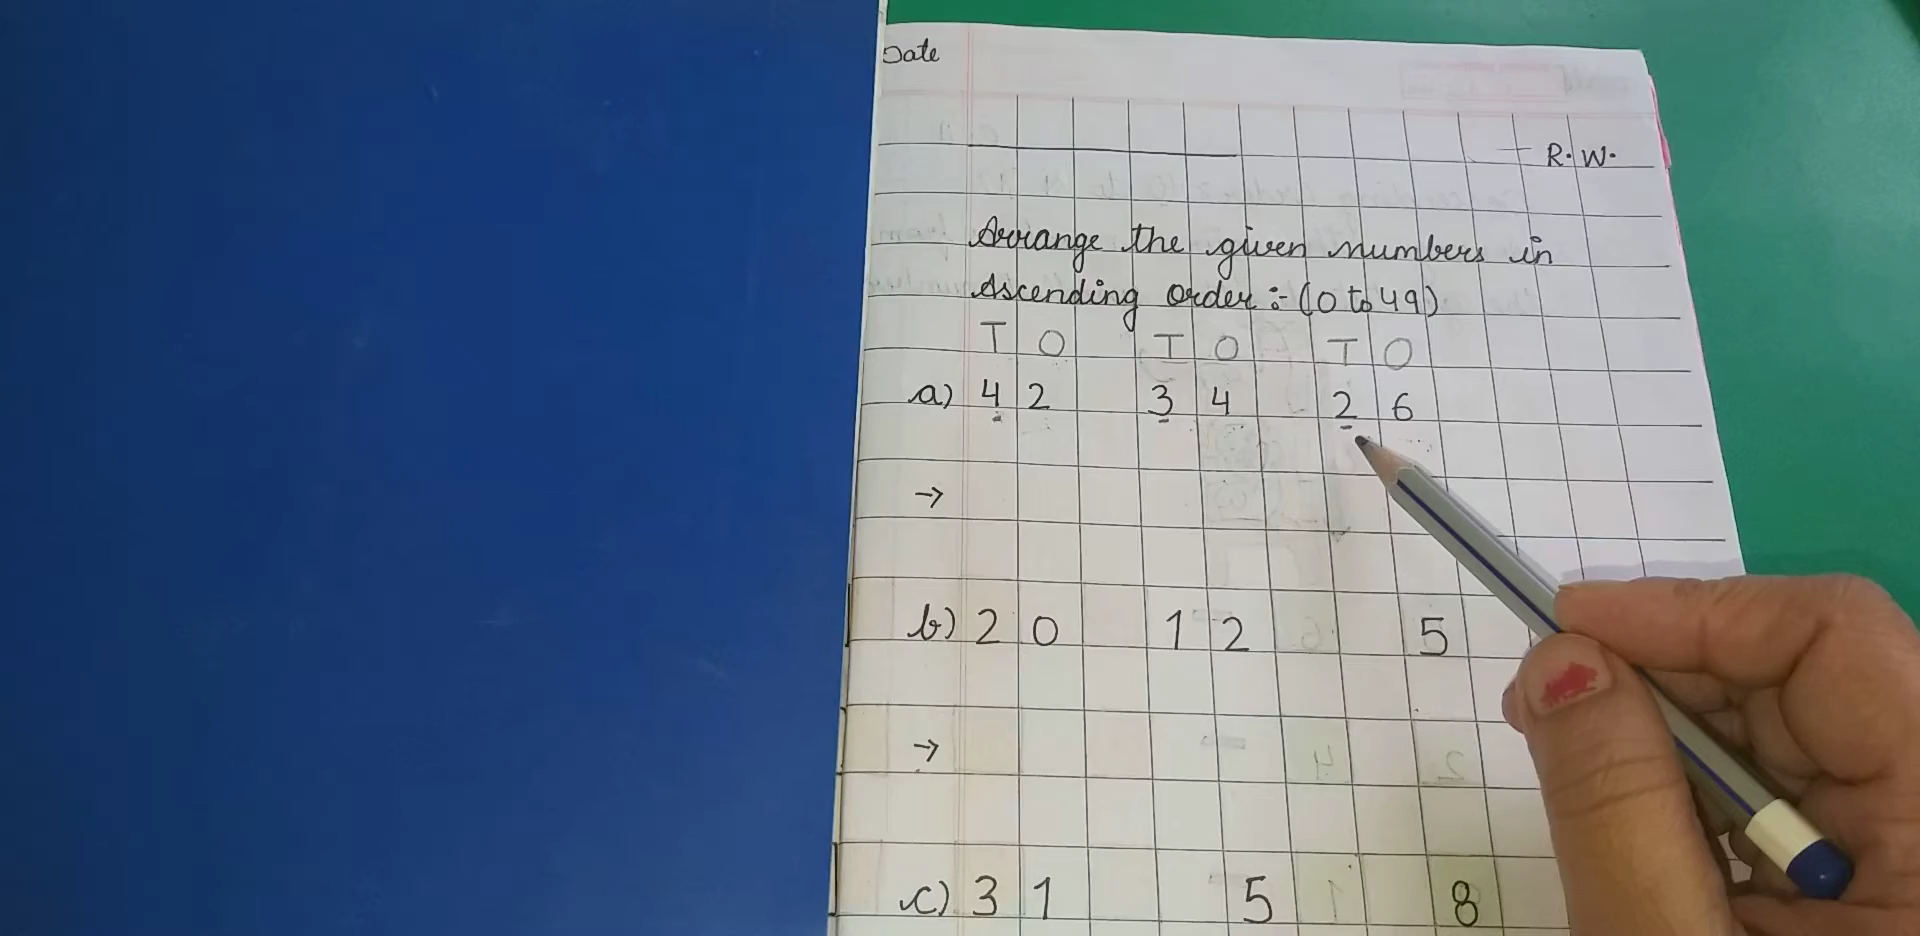 Date
R.W.
Arrange the given numbers in
Ascending Order :- (0 to 49)
T O T O T O
a) 4 2 3 4 2 6
→
b) 2 0 1 2 5
→
c) 3 1 5 8